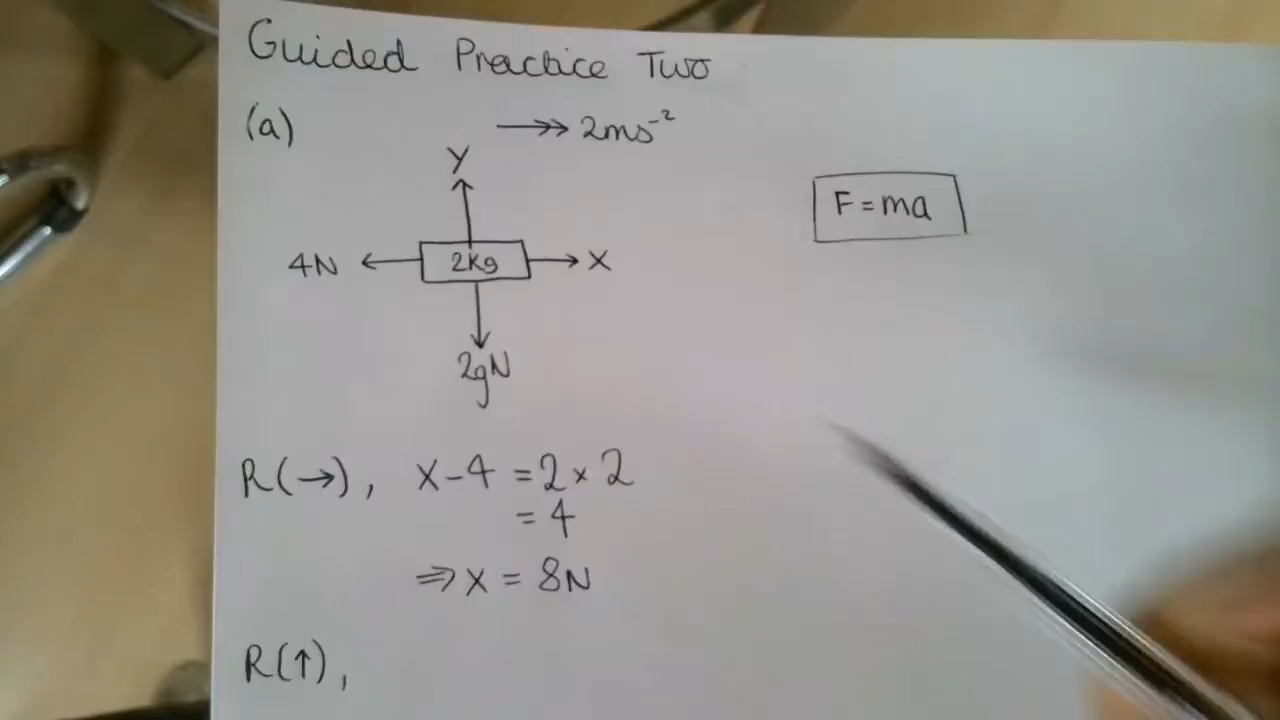 Guided Practice Two
(a)
→→ 2ms⁻²
Y
F = ma
4N
2kg
X
2gN
R(→), X - 4 = 2 × 2
= 4
⇒ X = 8N
R(↑),